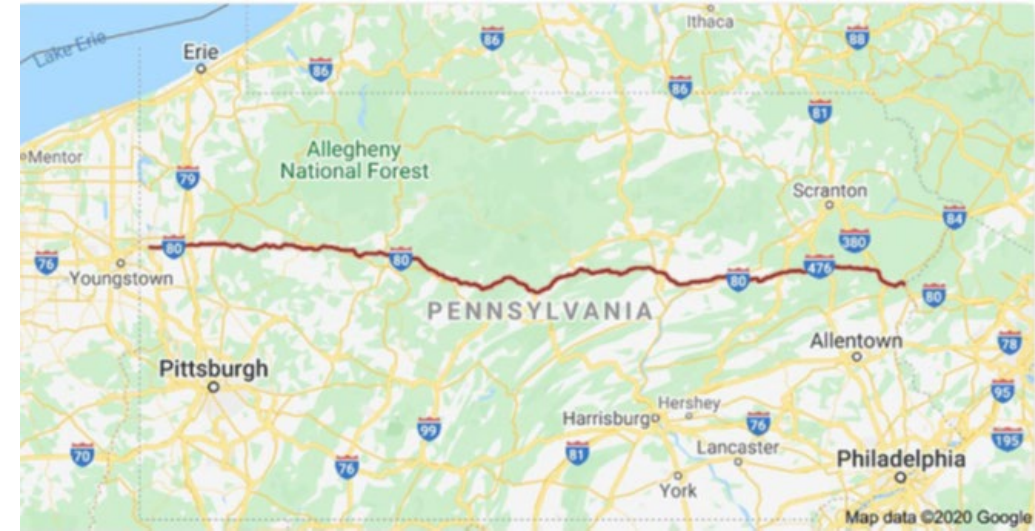 Ithaca
86
88
Lake Erie
Erie
86
86
81
Mentor
Allegheny
National Forest
79
Scranton
84
380
80
80
76
476
Youngstown
80
80
PENNSYLVANIA
Allentown
78
Pittsburgh
95
Hershey
Harrisburg
99
76
195
70
76
81
Lancaster
Philadelphia
York
Map data ©2020 Google